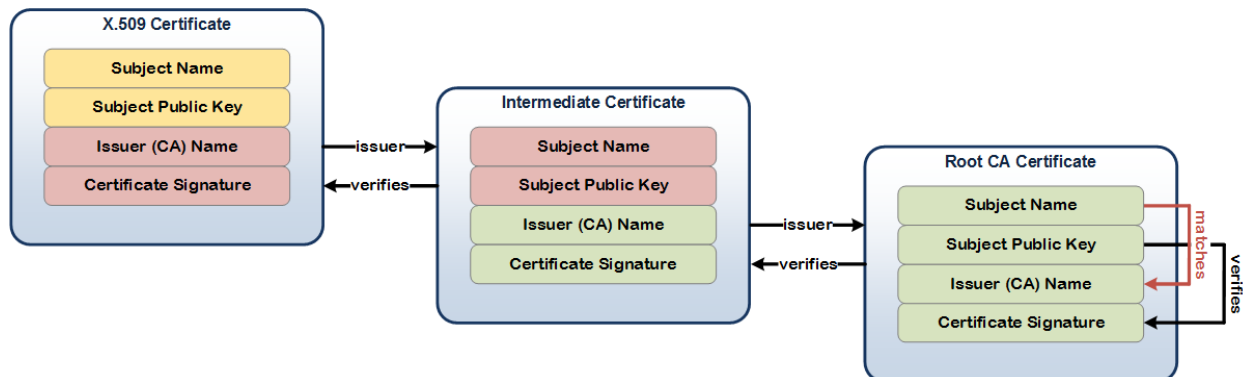 X.509 Certificate
Subject Name
Subject Public Key
Issuer (CA) Name
Certificate Signature
issuer
verifies
Intermediate Certificate
Subject Name
Subject Public Key
Issuer (CA) Name
Certificate Signature
issuer
verifies
Root CA Certificate
Subject Name
Subject Public Key
Issuer (CA) Name
Certificate Signature
matches
verifies